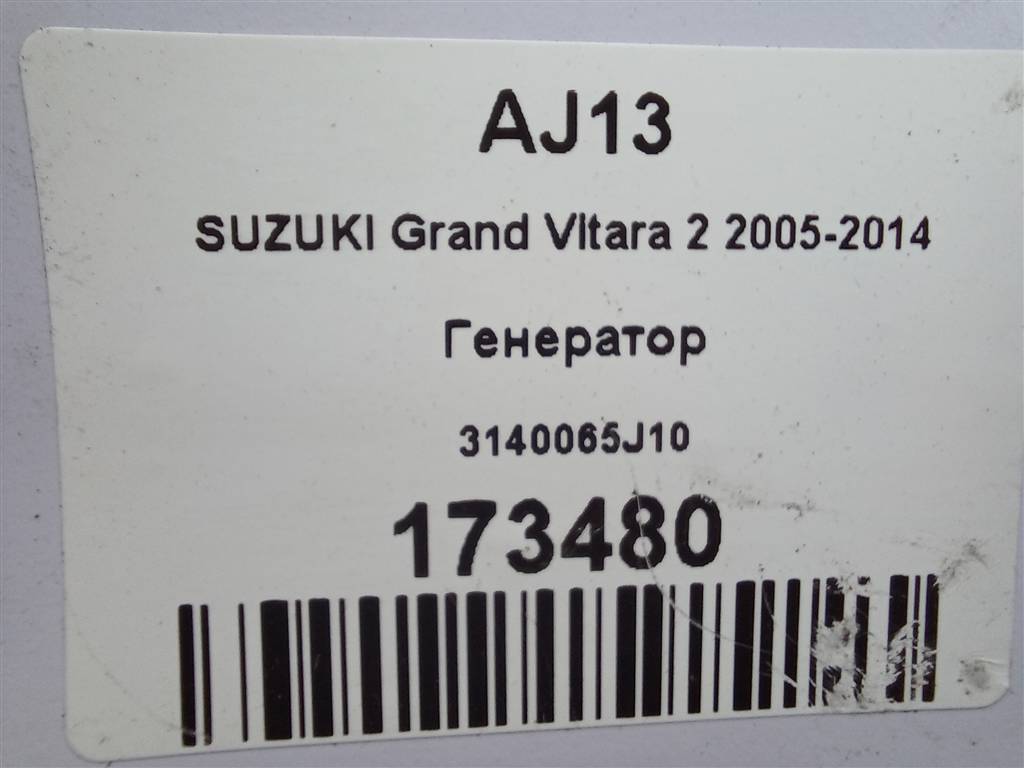 AJ13
SUZUKI Grand VItara 2 2005-2014
Генератор
3140065J10
173480